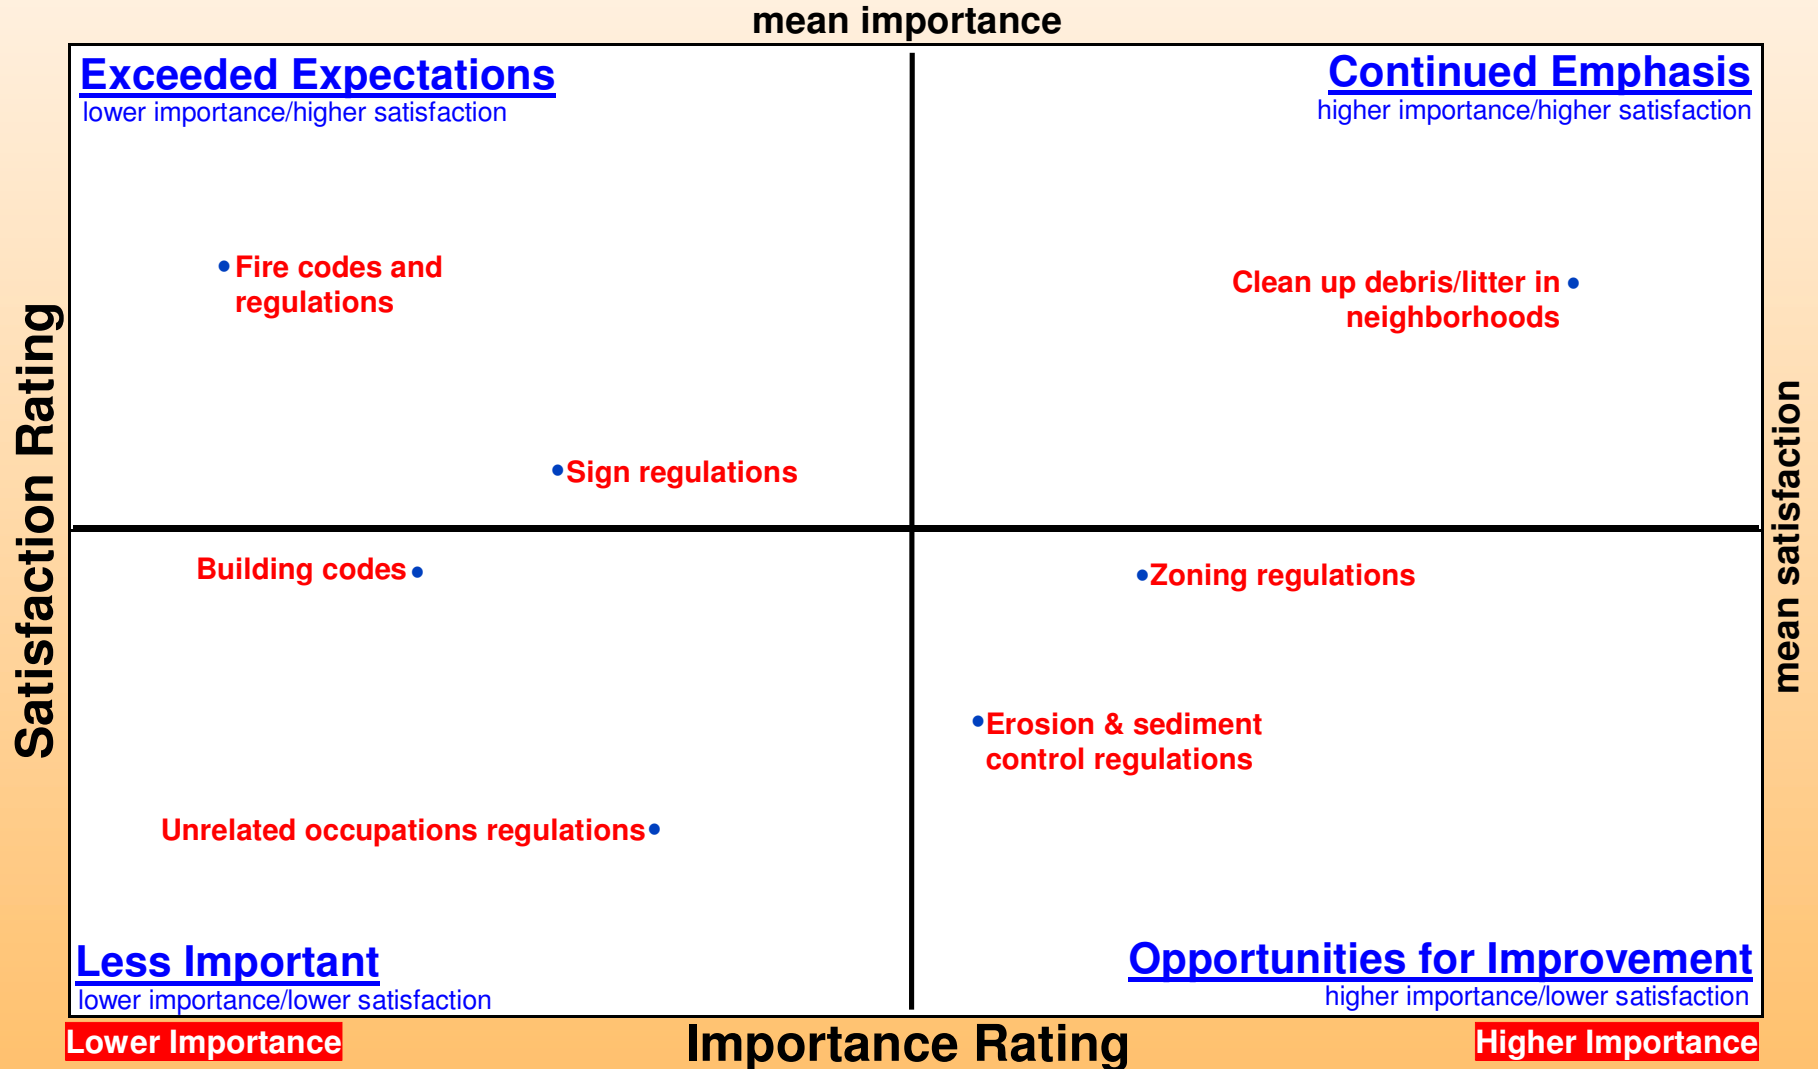 mean importance
Exceeded Expectations
lower importance/higher satisfaction
Continued Emphasis
higher importance/higher satisfaction
Fire codes and
regulations
Clean up debris/litter in
neighborhoods
Sign regulations
Satisfaction Rating
mean satisfaction
Building codes
Zoning regulations
Erosion & sediment
control regulations
Unrelated occupations regulations
Less Important
lower importance/lower satisfaction
Opportunities for Improvement
higher importance/lower satisfaction
Lower Importance
Importance Rating
Higher Importance